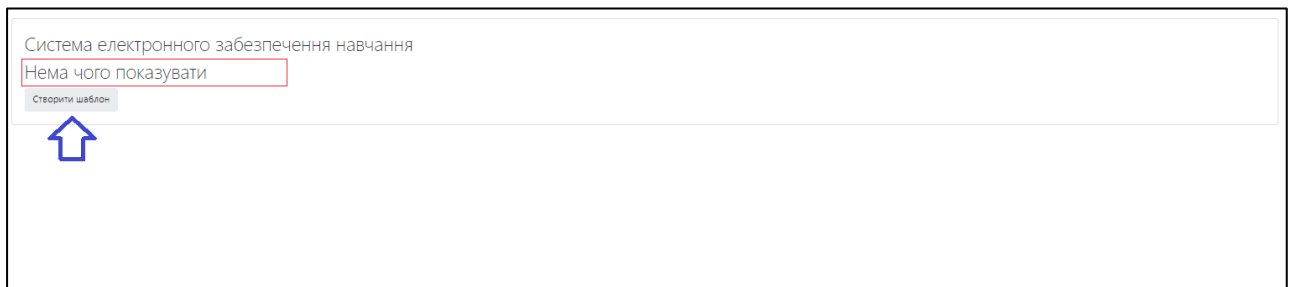 Система електронного забезпечення навчання
Нема чого показувати
Створити шаблон